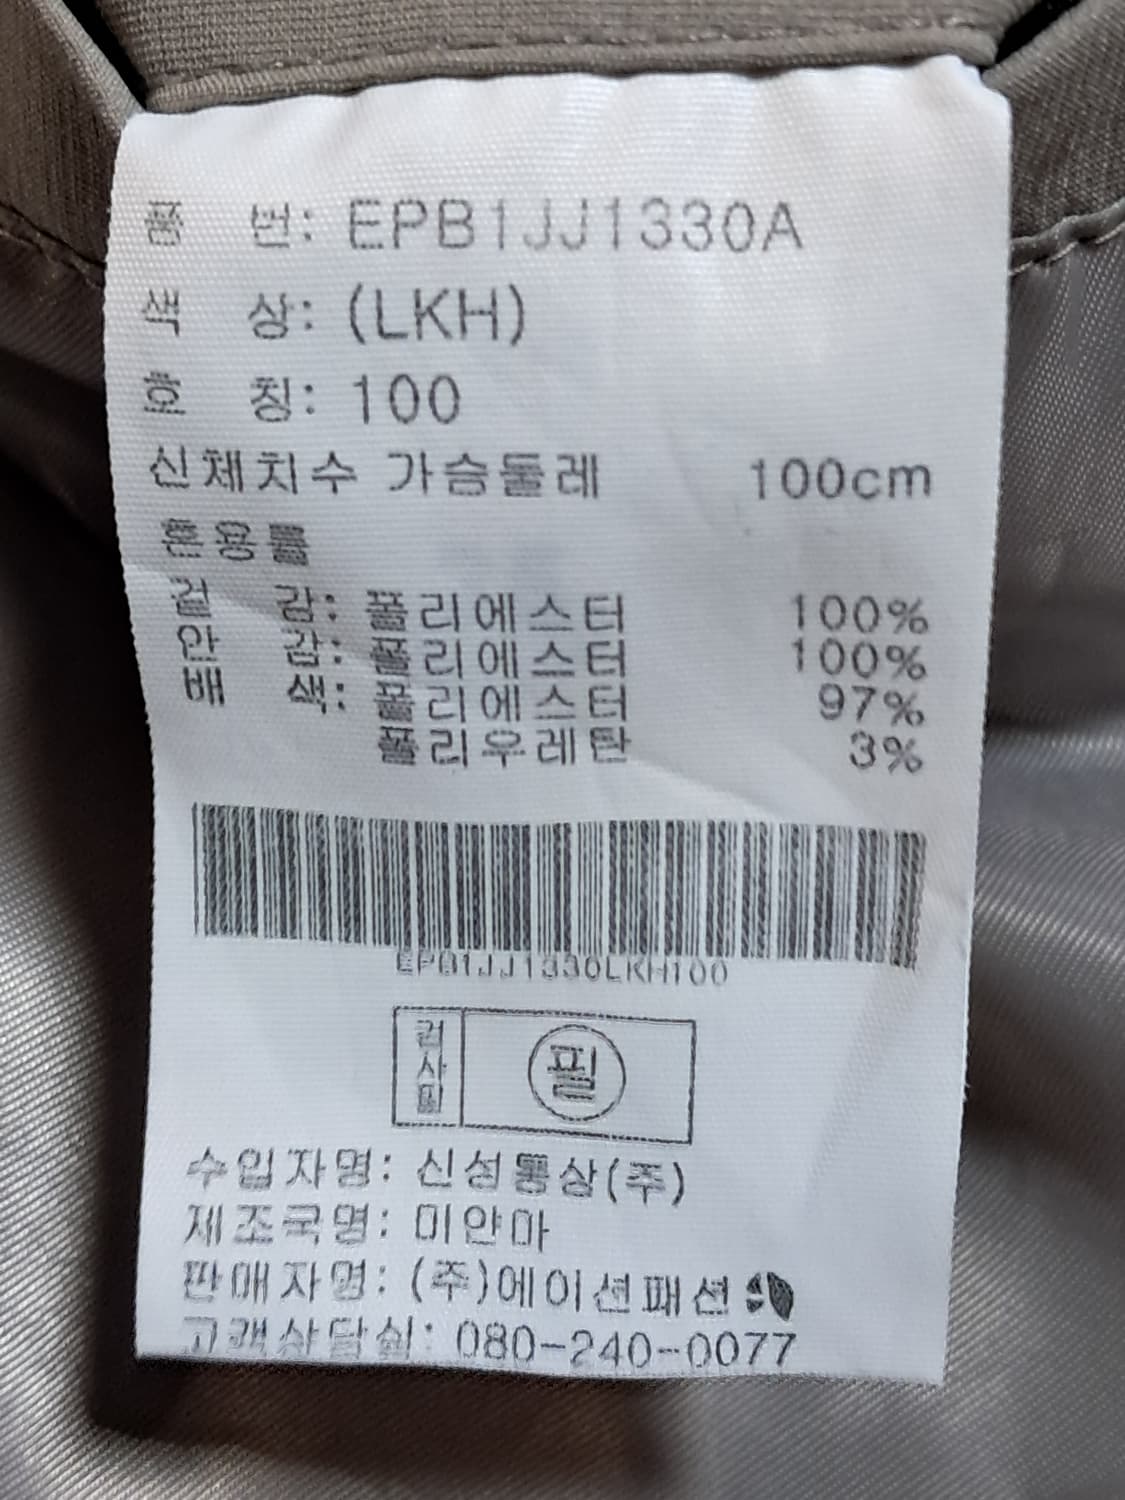 품 번: EPB1JJ1330A
색 상: (LKH)
호 칭: 100
신체치수 가슴둘레 100cm
혼용률
겉 감: 폴리에스터 100%
안 감: 폴리에스터 100%
배 색: 폴리에스터 97%
폴리우레탄 3%
EPB1JJ1330LKH100
검사필
필
수입자명: 신성통상(주)
제조국명: 미얀마
판매자명: (주)에이션패션
고객상담실: 080-240-0077